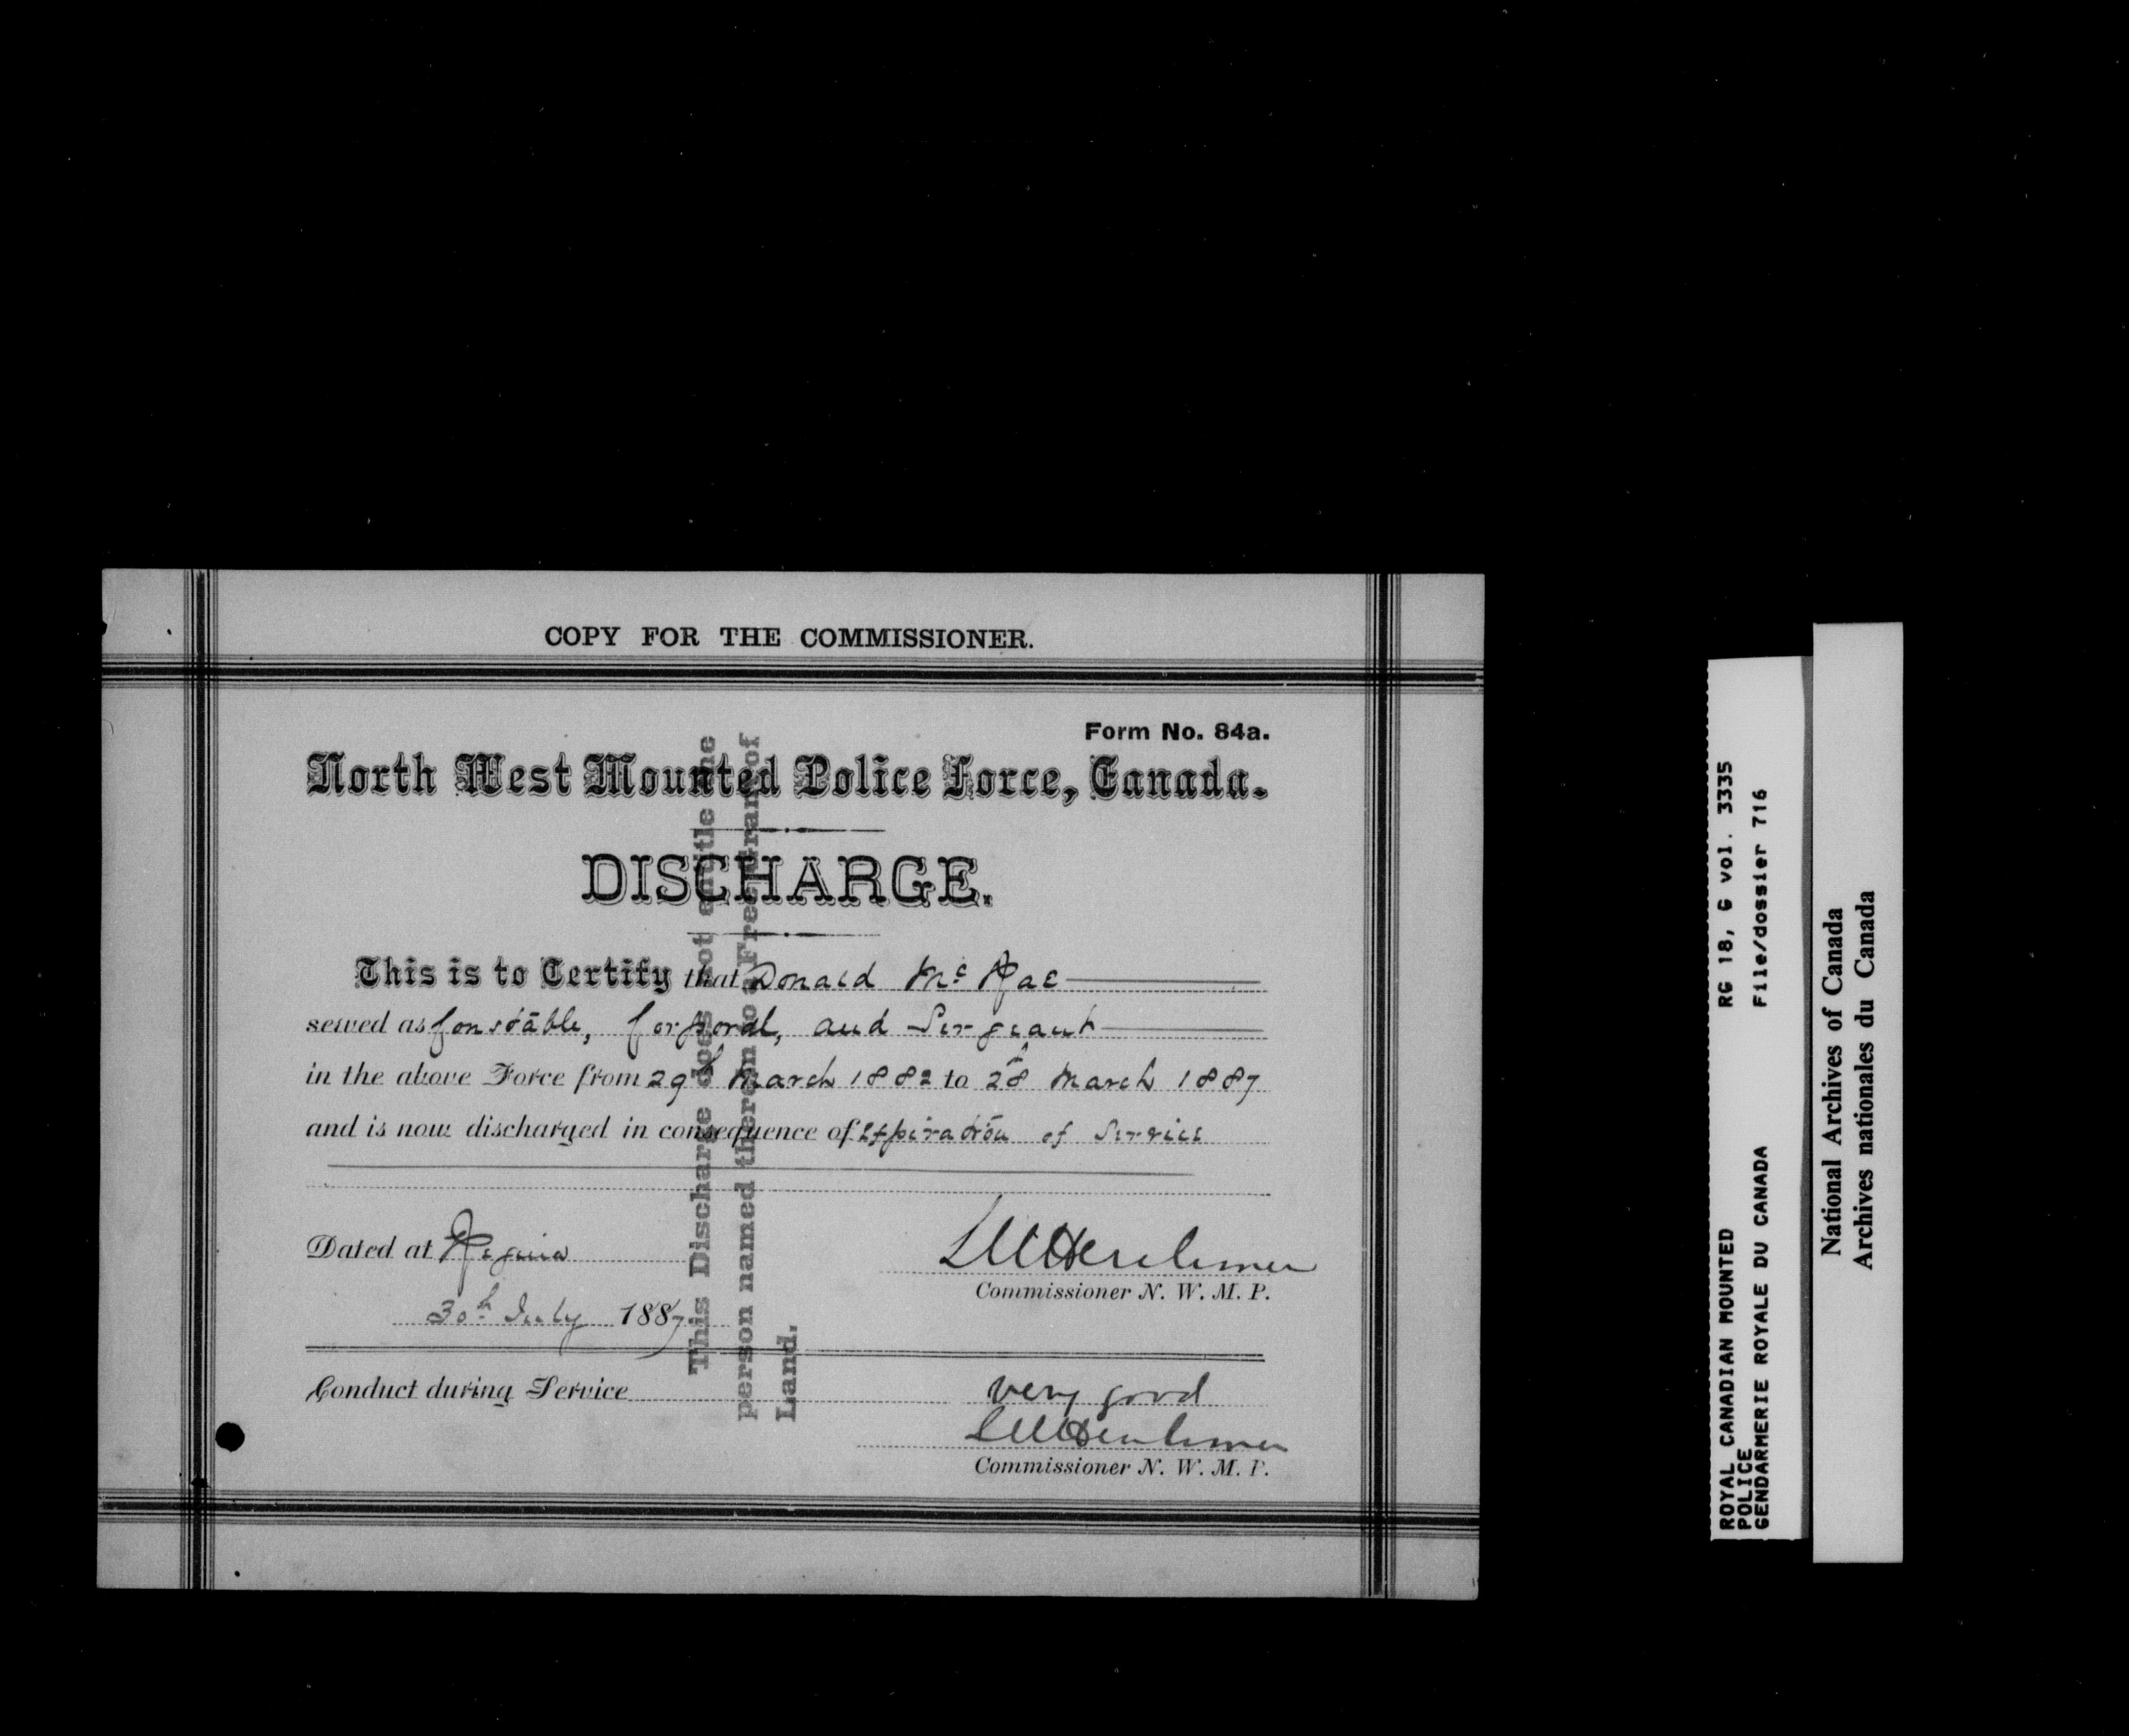 COPY FOR THE COMMISSIONER.
Form No. 84a.
North West Mounted Police Force, Canada.
DISCHARGE.
This is to Certify that Donald Mc Rae
served as Constable, Corporal, and Sergeant
in the above Force from 29th March 1882 to 28th March 1887
and is now discharged in consequence of Expiration of Service
Dated at Regina
30th July 1887.
LWHerchmer
Commissioner N. W. M. P.
Conduct during Service very good
LWHerchmer
Commissioner N. W. M. P.
This Discharge does not entitle the
person named thereon to a Free Grant of
Land.
ROYAL CANADIAN MOUNTED RG 18, G vol. 3335
POLICE
GENDARMERIE ROYALE DU CANADA File/dossier 716
National Archives of Canada
Archives nationales du Canada